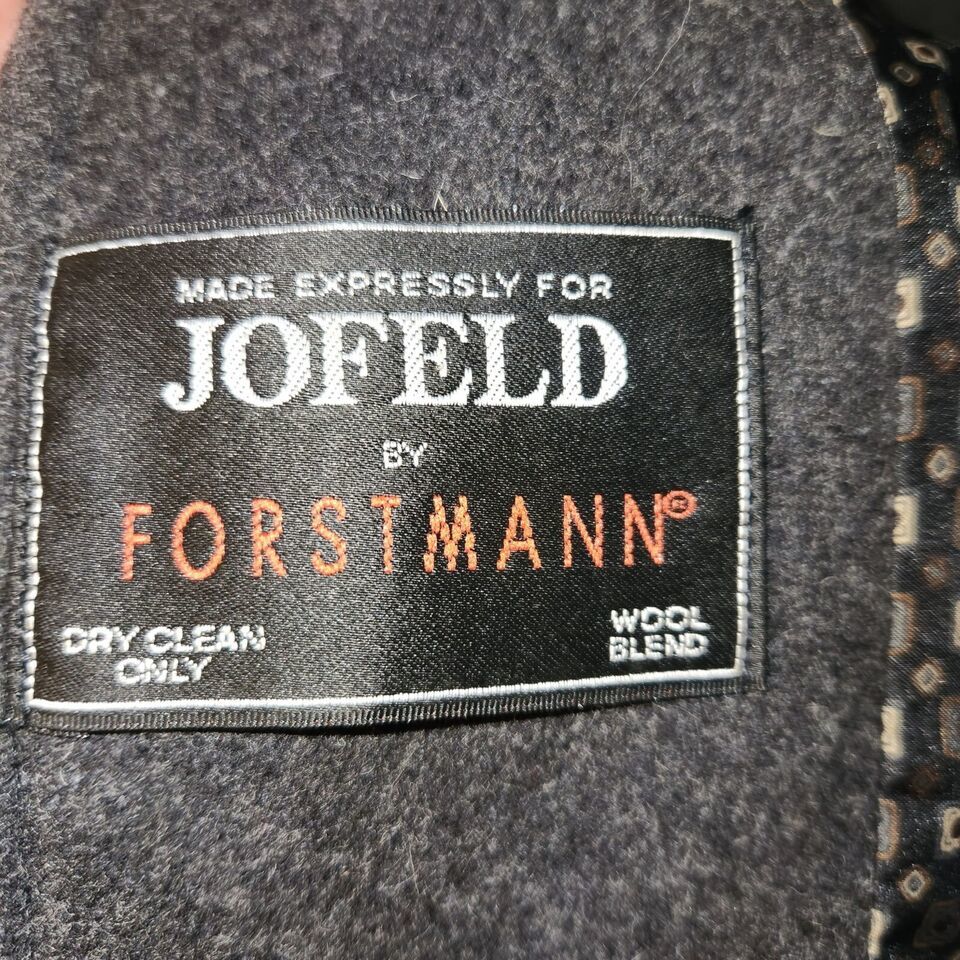 MADE EXPRESSLY FOR
JOFELD
BY
FORSTMANN®
DRY CLEAN
ONLY
WOOL
BLEND